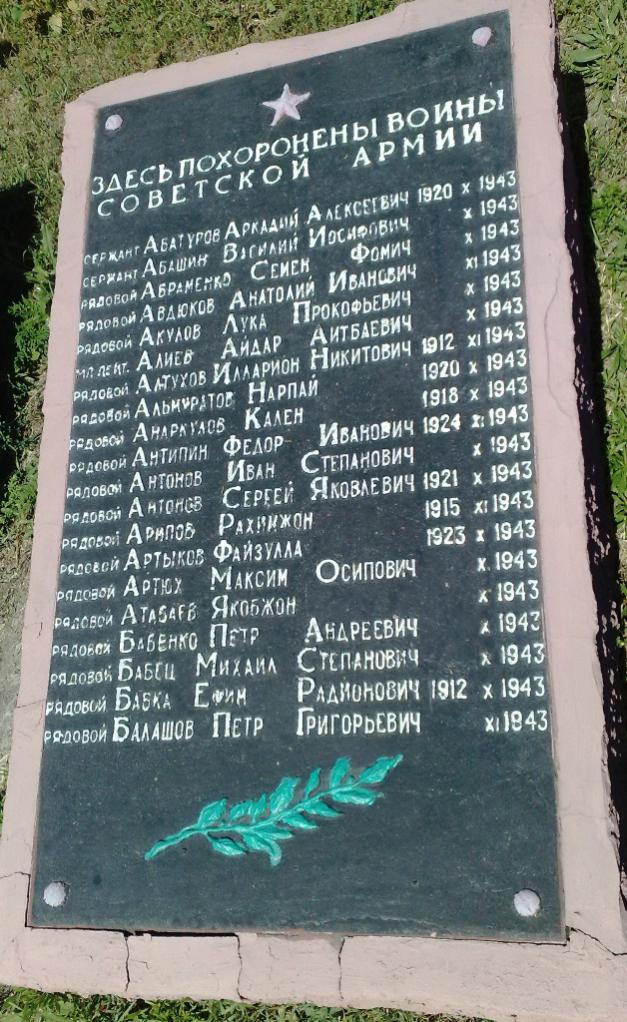 ЗДЕСЬ ПОХОРОНЕНЫ ВОИНЫ
СОВЕТСКОЙ АРМИИ
СЕРЖАНТ АБАТУРОВ АРКАДИЙ АЛЕКСЕЕВИЧ 1920 X 1943
СЕРЖАНТ АБАШИН ВАСИЛИЙ ИОСИФОВИЧ X 1943
РЯДОВОЙ АБРАМЕНКО СЕМЕН ФОМИЧ X 1943
РЯДОВОЙ АВДЮКОВ АНАТОЛИЙ ИВАНОВИЧ XI 1943
РЯДОВОЙ АКУЛОВ ЛУКА ПРОКОФЬЕВИЧ X 1943
МЛ ЛЕЙТ. АЛИЕВ АЙДАР АИТБАЕВИЧ X 1943
РЯДОВОЙ АЛТУХОВ ИЛЛАРИОН НИКИТОВИЧ 1912 XI 1943
РЯДОВОЙ АЛЬМУРАТОВ НАРПАЙ 1920 X 1943
РЯДОВОЙ АНАРКУЛОВ КАЛЕН 1918 X 1943
РЯДОВОЙ АНТИПИН ФЕДОР ИВАНОВИЧ 1924 XI 1943
РЯДОВОЙ АНТОНОВ ИВАН СТЕПАНОВИЧ X 1943
РЯДОВОЙ АНТОНОВ СЕРГЕЙ ЯКОВЛЕВИЧ 1921 X 1943
РЯДОВОЙ АРИПОВ РАХИМЖОН 1915 XI 1943
РЯДОВОЙ АРТЫКОВ ФАЙЗУЛЛА 1923 X 1943
РЯДОВОЙ АРТЮХ МАКСИМ ОСИПОВИЧ X 1943
РЯДОВОЙ АТАБАЕВ ЯКОБЖОН X 1943
РЯДОВОЙ БАБЕНКО ПЕТР АНДРЕЕВИЧ X 1943
РЯДОВОЙ БАБЕЦ МИХАИЛ СТЕПАНОВИЧ X 1943
РЯДОВОЙ БАБКА ЕФИМ РАДИОНОВИЧ 1912 X 1943
РЯДОВОЙ БАЛАШОВ ПЕТР ГРИГОРЬЕВИЧ XI 1943